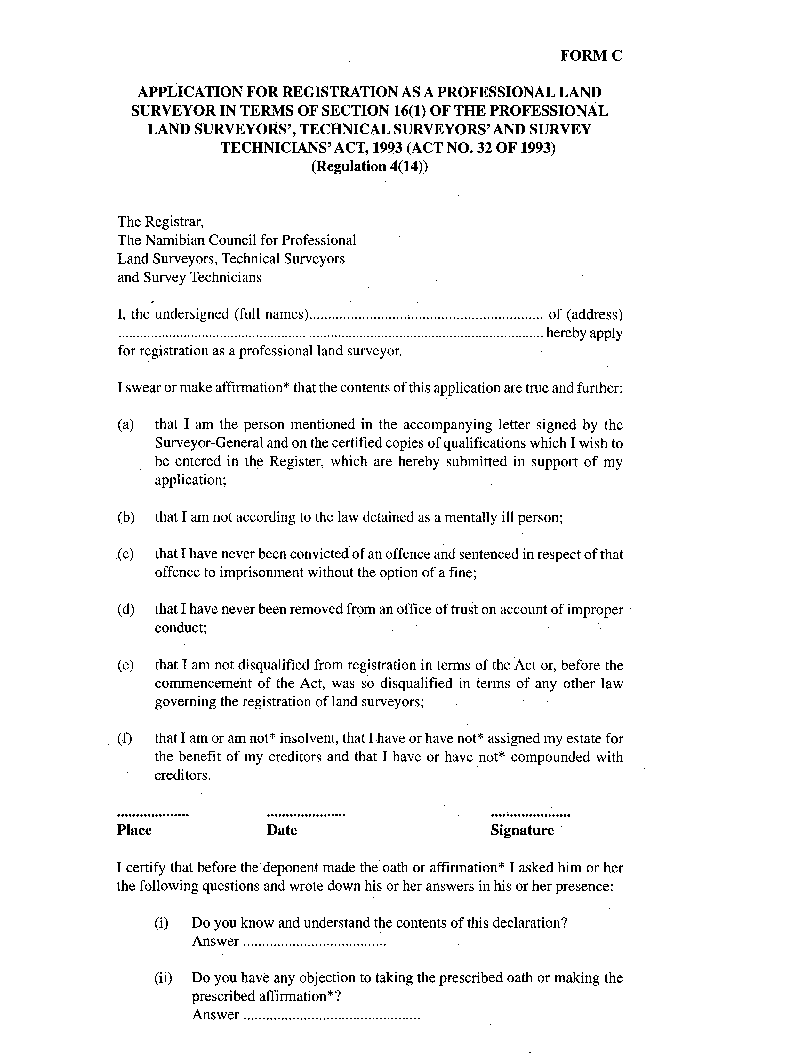 FORM C
APPLICATION FOR REGISTRATION AS A PROFESSIONAL LAND
SURVEYOR IN TERMS OF SECTION 16(1) OF THE PROFESSIONAL
LAND SURVEYORS', TECHNICAL SURVEYORS' AND SURVEY
TECHNICIANS' ACT, 1993 (ACT NO. 32 OF 1993)
(Regulation 4(14))
The Registrar,
The Namibian Council for Professional
Land Surveyors, Technical Surveyors
and Survey Technicians
I, the undersigned (full names).............................................................. of (address)
................................................................................................................. hereby apply
for registration as a professional land surveyor.
I swear or make affirmation* that the contents of this application are true and further:
(a) that I am the person mentioned in the accompanying letter signed by the
Surveyor-General and on the certified copies of qualifications which I wish to
be entered in the Register, which are hereby submitted in support of my
application;
(b) that I am not according to the law detained as a mentally ill person;
(c) that I have never been convicted of an offence and sentenced in respect of that
offence to imprisonment without the option of a fine;
(d) that I have never been removed from an office of trust on account of improper
conduct;
(e) that I am not disqualified from registration in terms of the Act or, before the
commencement of the Act, was so disqualified in terms of any other law
governing the registration of land surveyors;
(f) that I am or am not* insolvent, that I have or have not* assigned my estate for
the benefit of my creditors and that I have or have not* compounded with
creditors.
................... ..................... .....................
Place Date Signature
I certify that before the deponent made the oath or affirmation* I asked him or her
the following questions and wrote down his or her answers in his or her presence:
(i) Do you know and understand the contents of this declaration?
Answer .....................................
(ii) Do you have any objection to taking the prescribed oath or making the
prescribed affirmation*?
Answer ..............................................